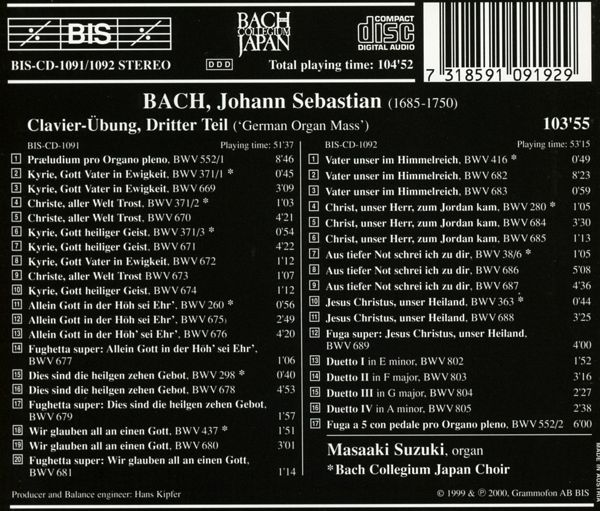 BIS
BACH
COLLEGIUM
JAPAN
COMPACT
disc
DIGITAL AUDIO
BIS-CD-1091/1092 STEREO
D D D
Total playing time: 104'52
7 318591 091929
BACH, Johann Sebastian (1685-1750)
Clavier-Übung, Dritter Teil ('German Organ Mass') 103'55
BIS-CD-1091 Playing time: 51'37
1 Præludium pro Organo pleno, BWV 552/1 8'46
2 Kyrie, Gott Vater in Ewigkeit, BWV 371/1 * 0'45
3 Kyrie, Gott Vater in Ewigkeit, BWV 669 3'09
4 Christe, aller Welt Trost, BWV 371/2 * 1'03
5 Christe, aller Welt Trost, BWV 670 4'21
6 Kyrie, Gott heiliger Geist, BWV 371/3 * 0'54
7 Kyrie, Gott heiliger Geist, BWV 671 4'22
8 Kyrie, Gott Vater in Ewigkeit, BWV 672 1'12
9 Christe, aller Welt Trost BWV 673 1'07
10 Kyrie, Gott heiliger Geist, BWV 674 1'12
11 Allein Gott in der Höh sei Ehr', BWV 260 * 0'56
12 Allein Gott in der Höh' sei Ehr', BWV 675 2'49
13 Allein Gott in der Höh' sei Ehr', BWV 676 4'20
14 Fughetta super: Allein Gott in der Höh' sei Ehr',
BWV 677 1'06
15 Dies sind die heilgen zehen Gebot, BWV 298 * 0'40
16 Dies sind die heilgen zehen Gebot, BWV 678 4'53
17 Fughetta super: Dies sind die heilgen zehen Gebot,
BWV 679 1'57
18 Wir glauben all an einen Gott, BWV 437 * 1'51
19 Wir glauben all an einen Gott, BWV 680 3'01
20 Fughetta super: Wir glauben all an einen Gott,
BWV 681 1'14
BIS-CD-1092 Playing time: 53'15
1 Vater unser im Himmelreich, BWV 416 * 0'49
2 Vater unser im Himmelreich, BWV 682 8'23
3 Vater unser im Himmelreich, BWV 683 0'59
4 Christ, unser Herr, zum Jordan kam, BWV 280 * 1'05
5 Christ, unser Herr, zum Jordan kam, BWV 684 3'30
6 Christ, unser Herr, zum Jordan kam, BWV 685 1'13
7 Aus tiefer Not schrei ich zu dir, BWV 38/6 * 1'05
8 Aus tiefer Not schrei ich zu dir, BWV 686 5'08
9 Aus tiefer Not schrei ich zu dir, BWV 687 4'36
10 Jesus Christus, unser Heiland, BWV 363 * 0'44
11 Jesus Christus, unser Heiland, BWV 688 3'25
12 Fuga super: Jesus Christus, unser Heiland,
BWV 689 4'00
13 Duetto I in E minor, BWV 802 1'52
14 Duetto II in F major, BWV 803 3'16
15 Duetto III in G major, BWV 804 2'27
16 Duetto IV in A minor, BWV 805 2'38
17 Fuga a 5 con pedale pro Organo pleno, BWV 552/2 6'00
Masaaki Suzuki, organ
*Bach Collegium Japan Choir
Producer and Balance engineer: Hans Kipfer
© 1999 & ℗ 2000, Grammofon AB BIS
MADE IN AUSTRIA